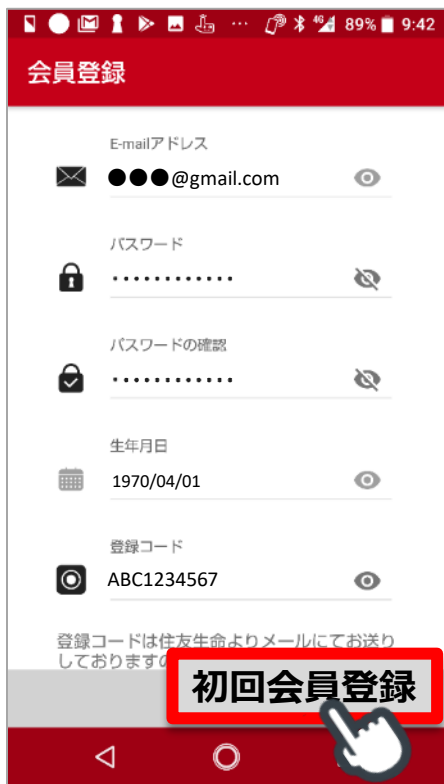 4G 89% 9:42
会員登録
E-mailアドレス
●●●@gmail.com
パスワード
••••••••••••
パスワードの確認
••••••••••••
生年月日
1970/04/01
登録コード
ABC1234567
登録コードは住友生命よりメールにてお送り
しておりますの
初回会員登録